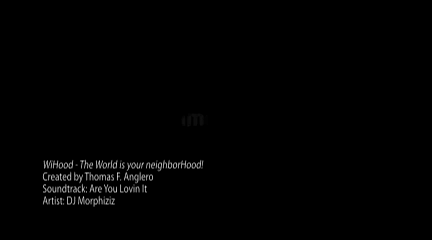 WiHood - The World is your neighborHood!
Created by Thomas F. Anglero
Soundtrack: Are You Lovin It
Artist: DJ Morphiziz